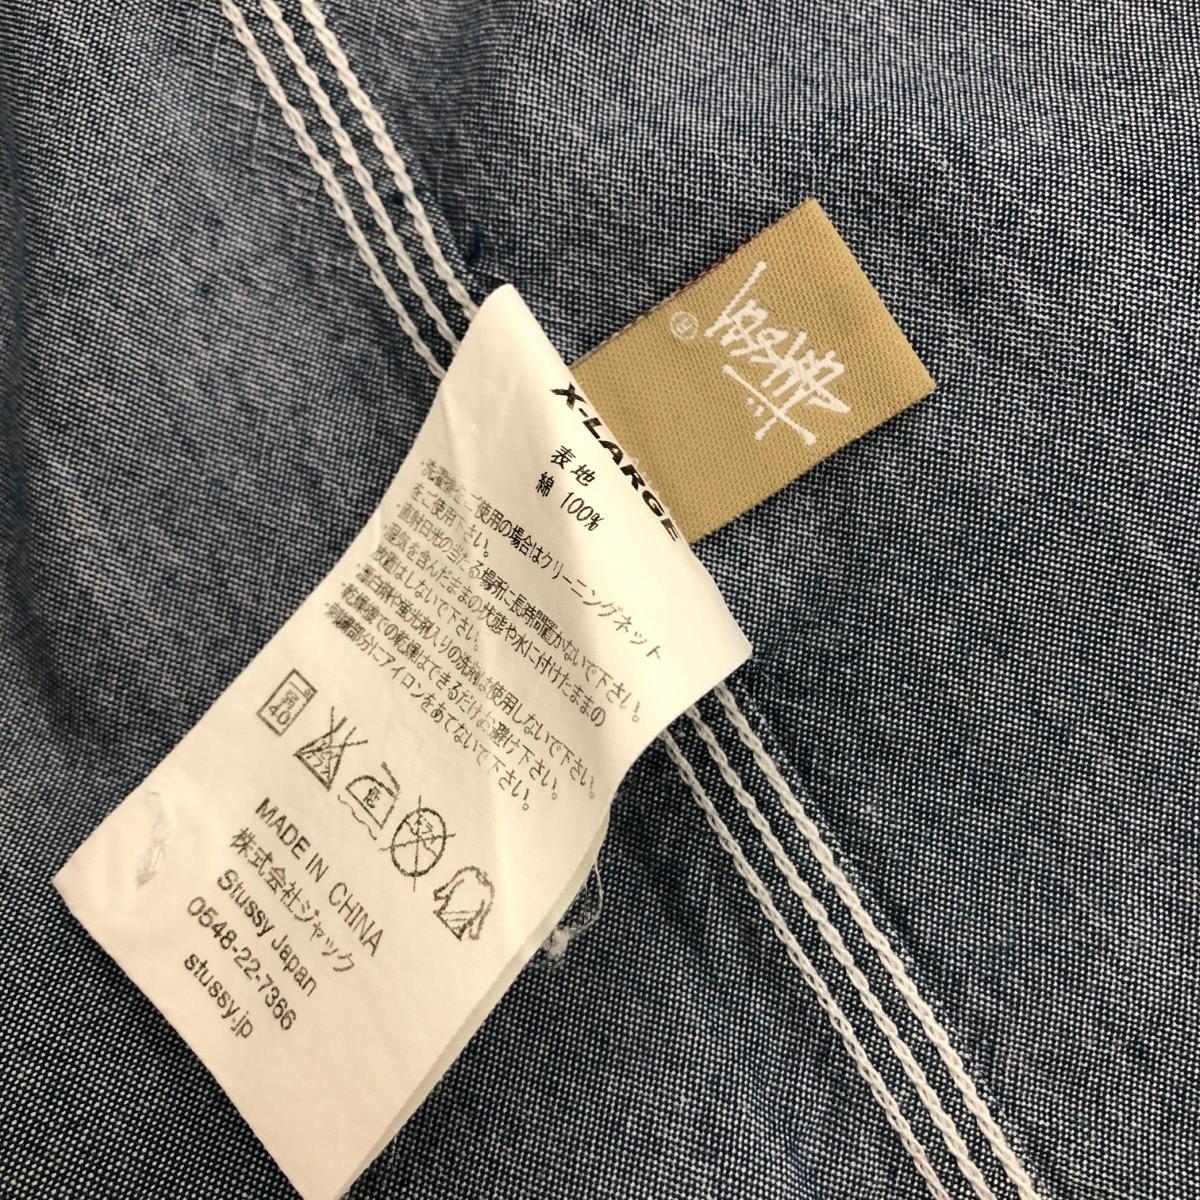 Stussy
®
X-LARGE
表地
綿 100%
をご使用の場合はクリーニングネット
をご使用下さい。
・直射日光の当たる場所に長時間置かないで下さい。
・湿気を含んだままの状態や水に付けたままの
放置はしないで下さい。
・漂白剤や蛍光剤入りの洗剤は使用しないで下さい。
・乾燥機での乾燥はできるだけお避け下さい。
部分にアイロンをあてないで下さい。
40
MADE IN CHINA
株式会社ジャック
Stussy Japan
0548-22-7366
stussy.jp